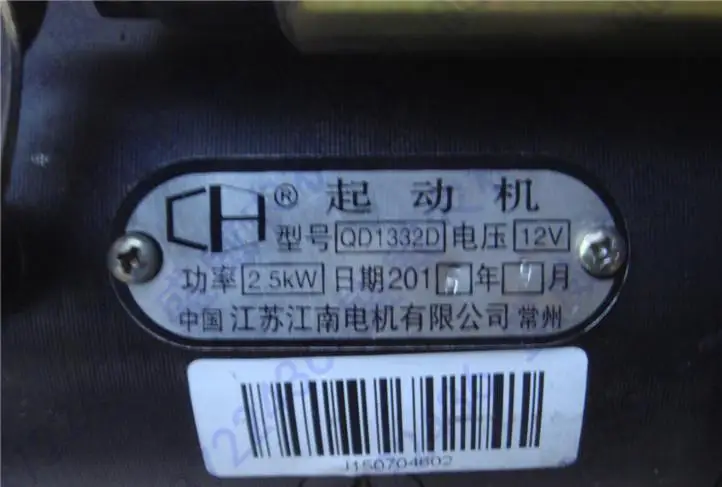 CH® 起动机
型号 QD1332D 电压 12V
功率 2.5kW 日期 201 年 月
中国 江苏江南电机有限公司 常州
J150704602